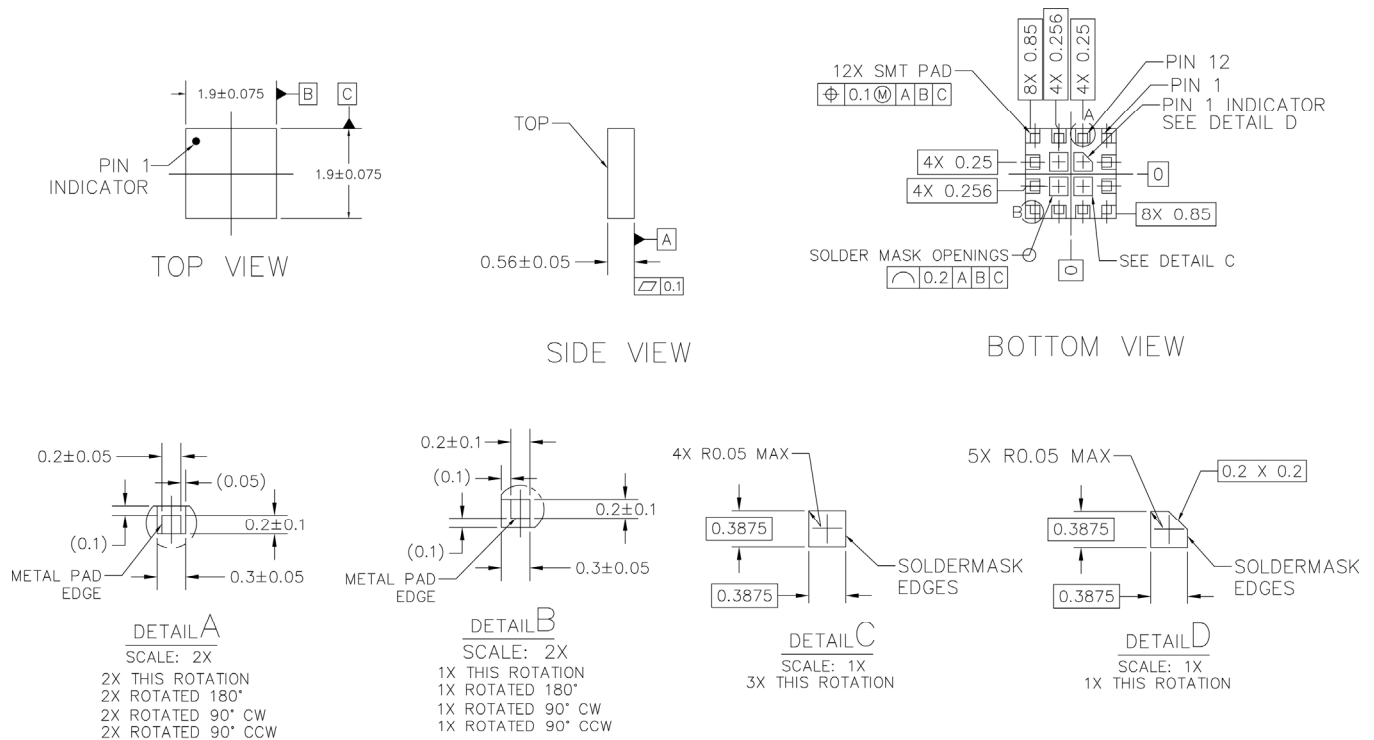 1.9±0.075
B
C
PIN 1
INDICATOR
1.9±0.075
TOP VIEW
TOP
A
0.56±0.05
0.1
SIDE VIEW
8X 0.85
4X 0.256
4X 0.25
12X SMT PAD
⌖ 0.1 Ⓜ A B C
PIN 12
PIN 1
PIN 1 INDICATOR
SEE DETAIL D
A
4X 0.25
4X 0.256
0
B
8X 0.85
SOLDER MASK OPENINGS
⌓ 0.2 A B C
0
SEE DETAIL C
BOTTOM VIEW
0.2±0.05
(0.05)
0.2±0.1
(0.1)
METAL PAD
EDGE
0.3±0.05
DETAIL A
SCALE: 2X
2X THIS ROTATION
2X ROTATED 180°
2X ROTATED 90° CW
2X ROTATED 90° CCW
0.2±0.1
(0.1)
0.2±0.1
(0.1)
METAL PAD
EDGE
0.3±0.05
DETAIL B
SCALE: 2X
1X THIS ROTATION
1X ROTATED 180°
1X ROTATED 90° CW
1X ROTATED 90° CCW
4X R0.05 MAX
0.3875
SOLDERMASK
EDGES
0.3875
DETAIL C
SCALE: 1X
3X THIS ROTATION
5X R0.05 MAX
0.2 X 0.2
0.3875
SOLDERMASK
EDGES
0.3875
DETAIL D
SCALE: 1X
1X THIS ROTATION